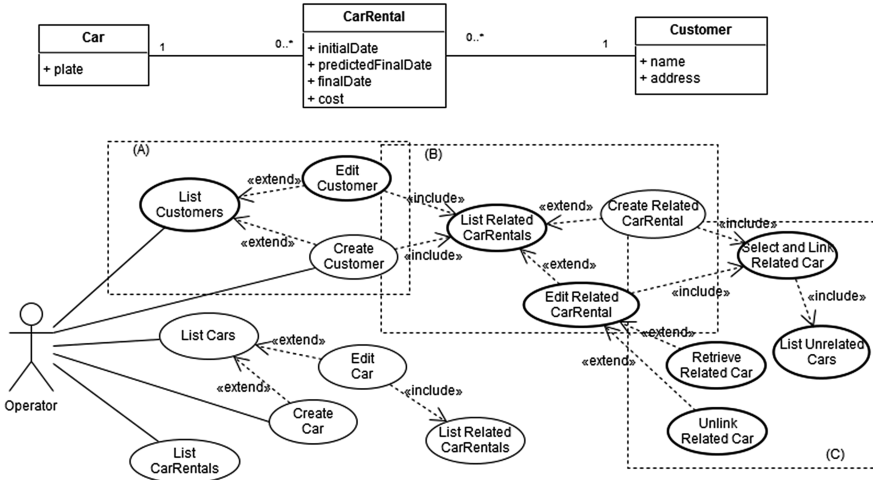 Car
+ plate
1
0..*
CarRental
+ initialDate
+ predictedFinalDate
+ finalDate
+ cost
0..*
1
Customer
+ name
+ address
(A)
(B)
List
Customers
«extend»
Edit
Customer
«include»
«extend»
Create
Customer
«include»
List Related
CarRentals
«extend»
Create Related
CarRental
«include»
Select and Link
Related Car
«extend»
Edit Related
CarRental
«include»
«include»
List Unrelated
Cars
«extend»
Retrieve
Related Car
«extend»
Unlink
Related Car
(C)
Operator
List Cars
«extend»
Edit
Car
«extend»
Create
Car
«include»
List Related
CarRentals
List
CarRentals